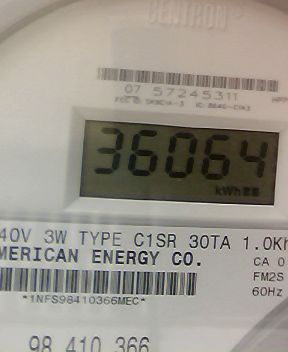 CENTRON®
07 57245311
36064
kWh
40V 3W TYPE C1SR 30TA 1.0Kh
MERICAN ENERGY CO.
CA 0
FM2S
60Hz
*1NFS98410366MEC*
98 410 366